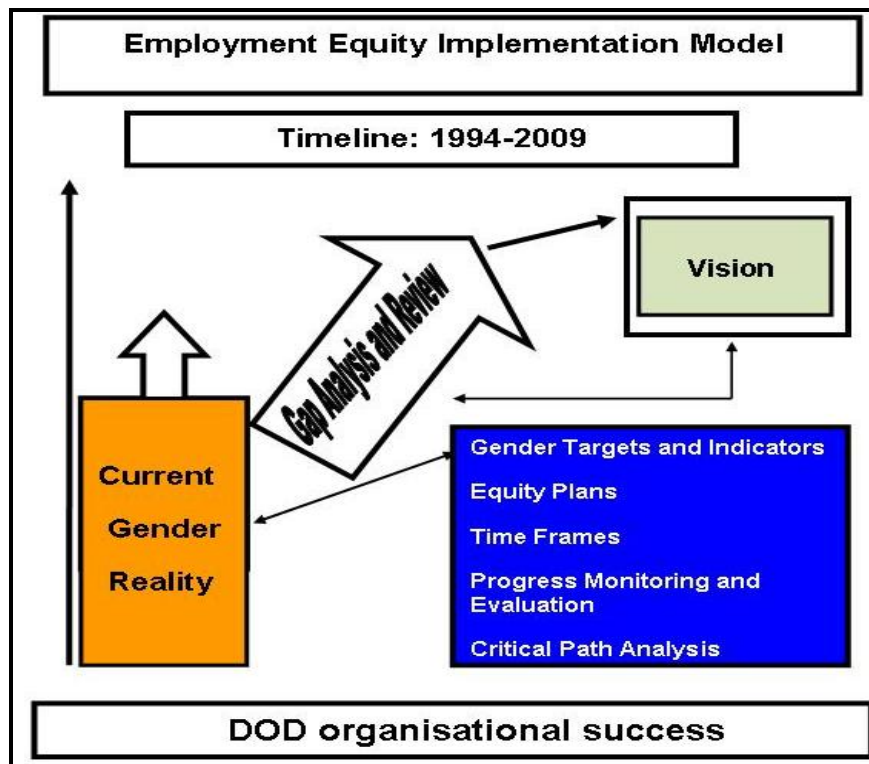 Employment Equity Implementation Model
Timeline: 1994-2009
Vision
Gap Analysis and Review
Current
Gender
Reality
Gender Targets and Indicators
Equity Plans
Time Frames
Progress Monitoring and
Evaluation
Critical Path Analysis
DOD organisational success